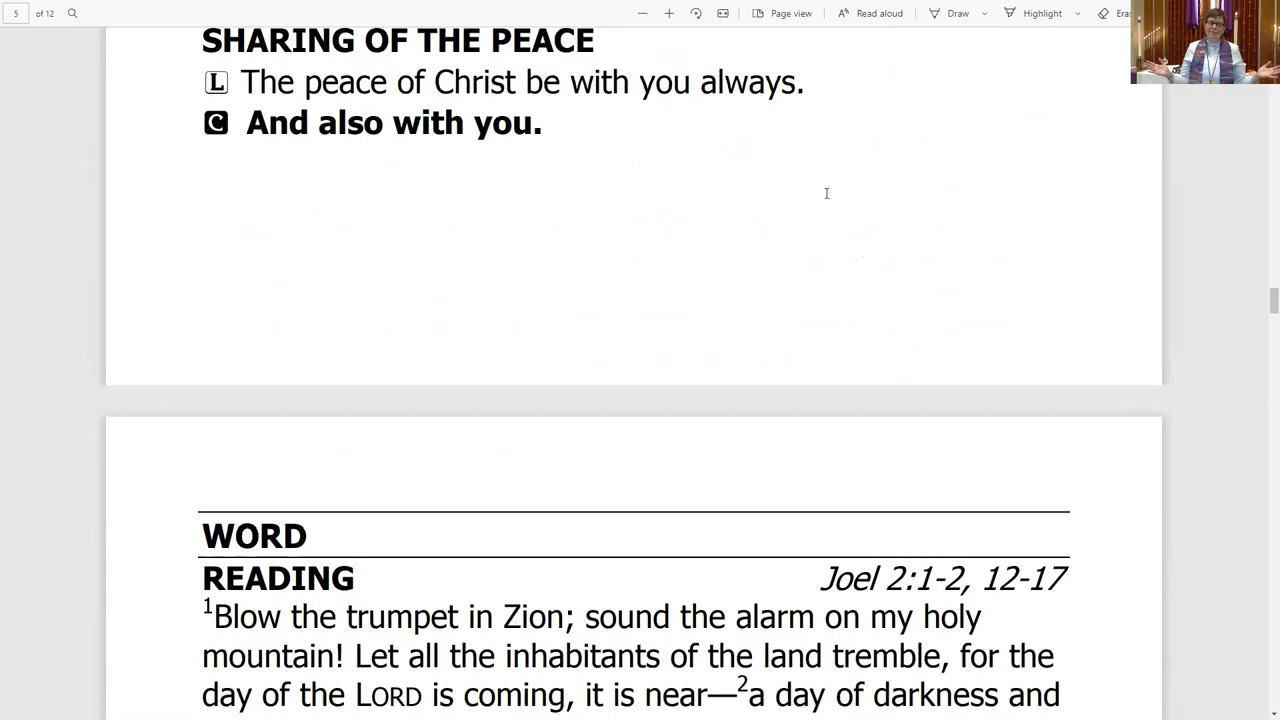 5 of 12 Page view Draw Highlight Eras
A Read aloud
SHARING OF THE PEACE
L The peace of Christ be with you always.
C And also with you.
WORD
READING Joel 2:1-2, 12-17
1Blow the trumpet in Zion; sound the alarm on my holy
mountain! Let all the inhabitants of the land tremble, for the
day of the LORD is coming, it is near—2a day of darkness and